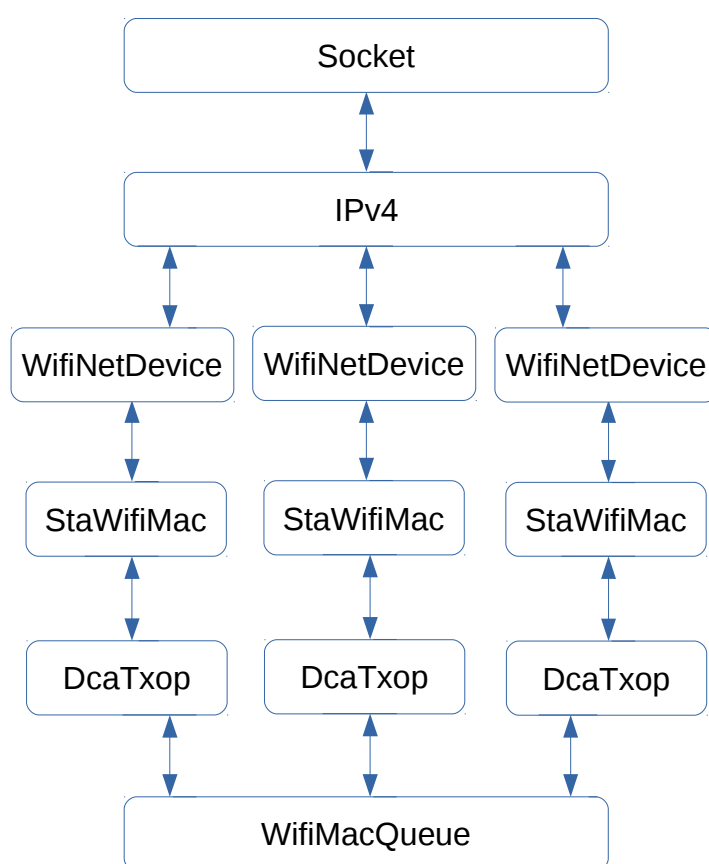 Socket
IPv4
WifiNetDevice
WifiNetDevice
WifiNetDevice
StaWifiMac
StaWifiMac
StaWifiMac
DcaTxop
DcaTxop
DcaTxop
WifiMacQueue